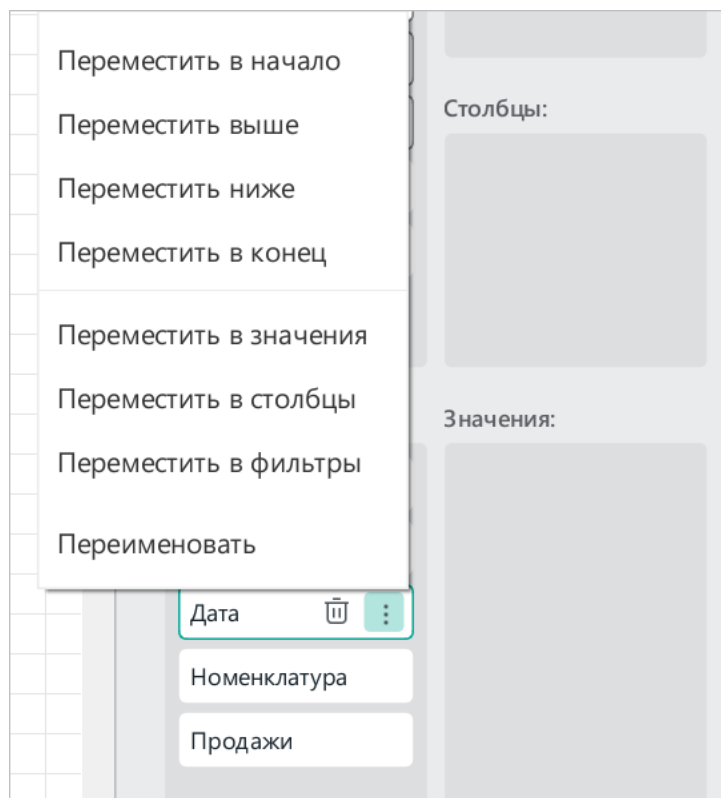 Переместить в начало
Переместить выше
Переместить ниже
Переместить в конец
Переместить в значения
Переместить в столбцы
Переместить в фильтры
Переименовать
Дата
Номенклатура
Продажи
Столбцы:
Значения: